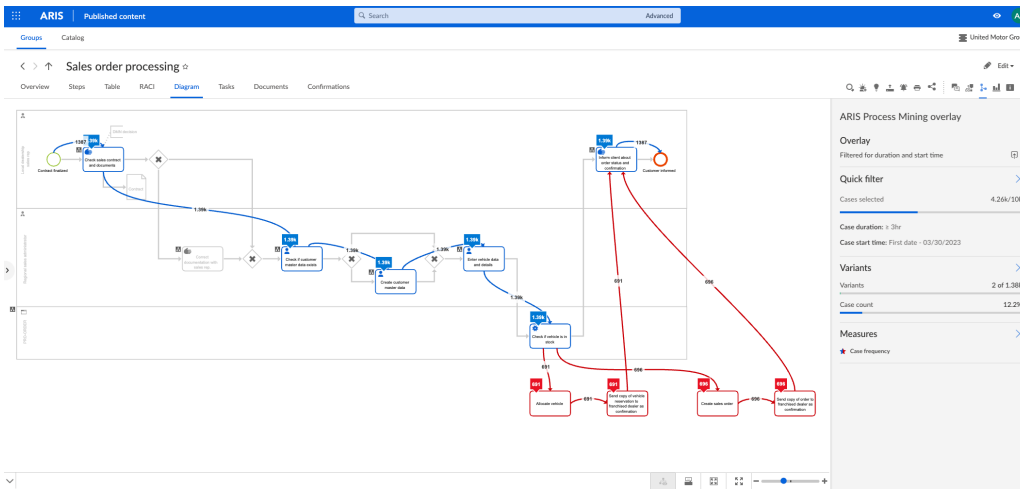 ARIS
Published content
Search
Advanced
Groups
Catalog
United Motor Gro
Sales order processing
Edit
Overview
Steps
Table
RACI
Diagram
Tasks
Documents
Confirmations
ARIS Process Mining overlay
Overlay
Filtered for duration and start time
Quick filter
Cases selected
4.26k/10k
Case duration: ≥ 3hr
Case start time: First date - 03/30/2023
Variants
Variants
2 of 1.38k
Case count
12.2%
Measures
Case frequency
1387
1.39k
Contract finalized
Check sales contract
and documents
Contract
1.39k
1.39k
Check if customer
master data exists
1.39k
1.39k
Create customer
master data
1.39k
1.39k
Enter vehicle data
and details
1.39k
1.39k
Check if vehicle is in
stock
1.39k
1387
Inform client about
order status and
confirmation
Customer informed
691
690
691
696
691
Allocate vehicle
691
691
Send copy of vehicle
reservation to
franchised dealer as
confirmation
696
Create sales order
696
696
Send copy of order to
franchised dealer as
confirmation